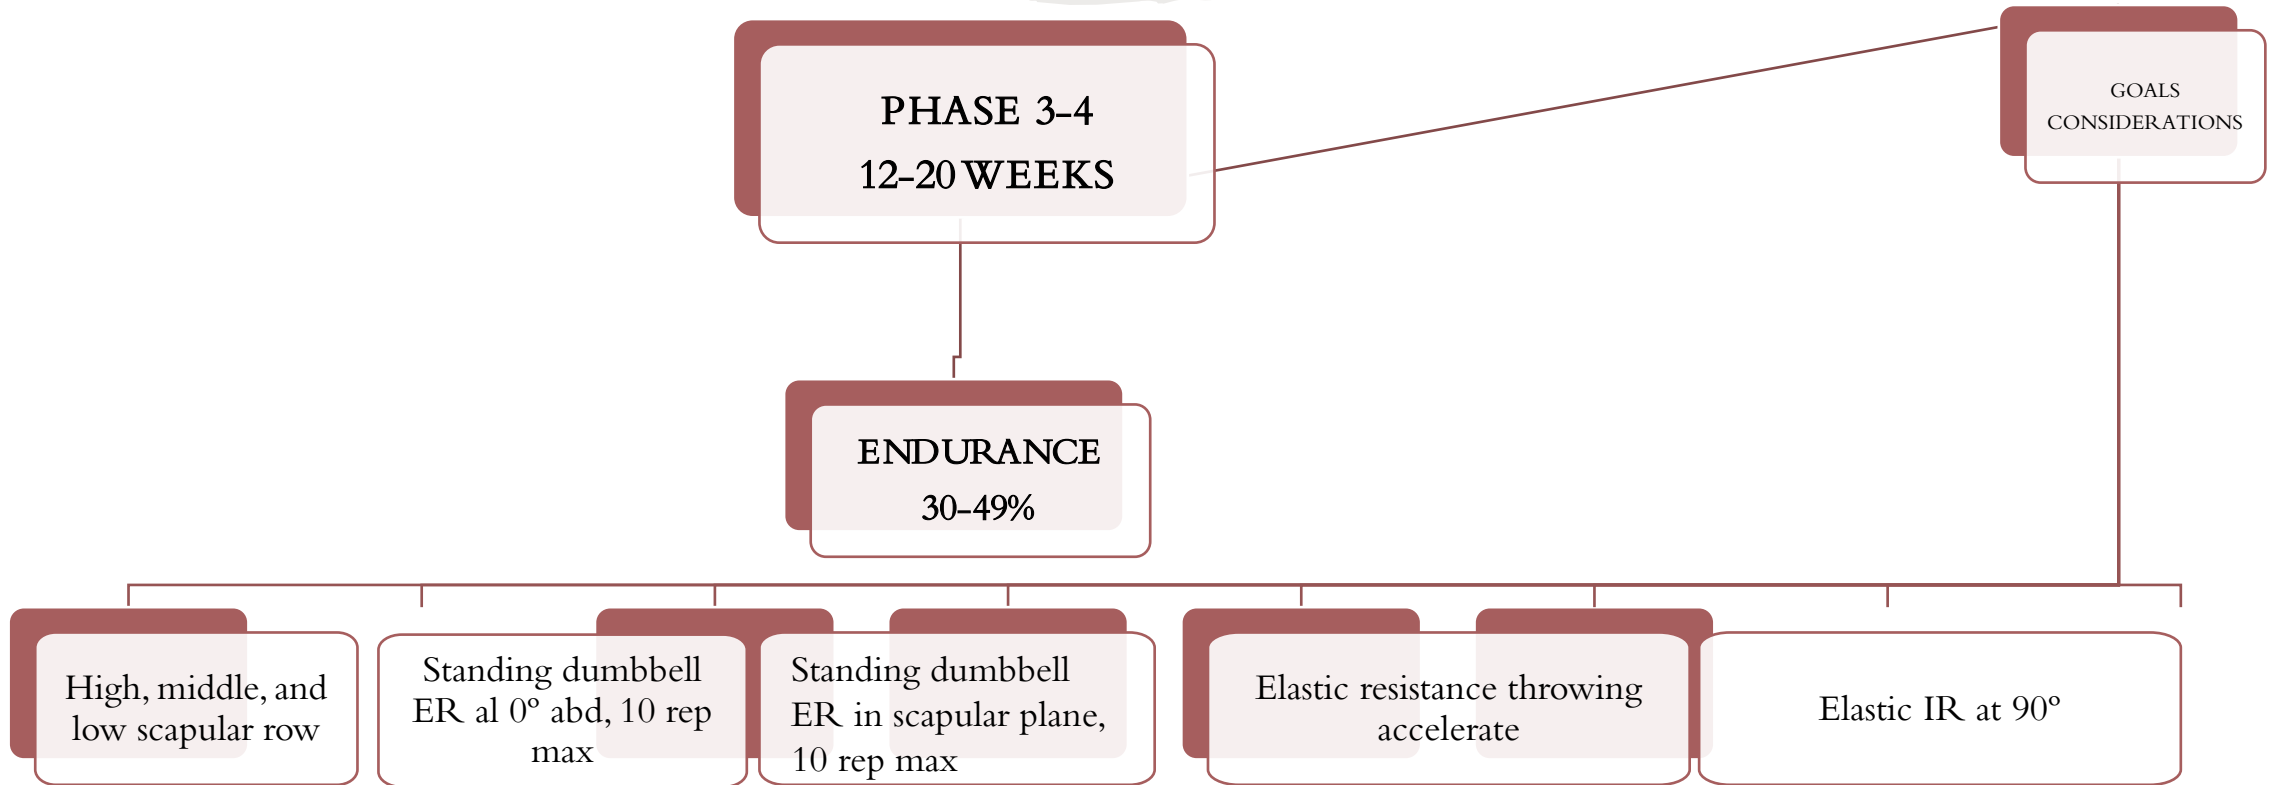 PHASE 3-4
12-20 WEEKS
GOALS
CONSIDERATIONS
ENDURANCE
30-49%
High, middle, and
low scapular row
Standing dumbbell
ER al 0º abd, 10 rep
max
Standing dumbbell
ER in scapular plane,
10 rep max
Elastic resistance throwing
accelerate
Elastic IR at 90º